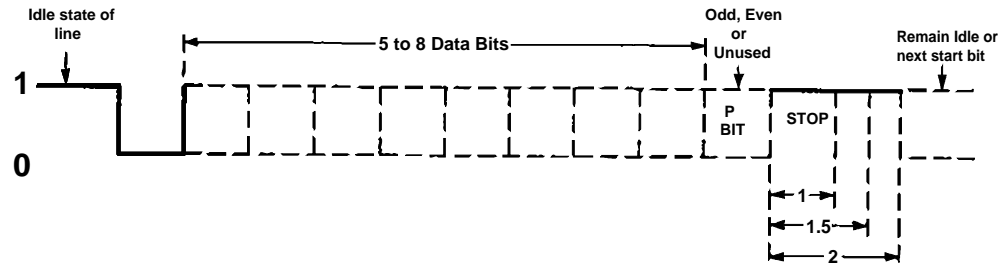 Idle state of
line
5 to 8 Data Bits
Odd, Even
or
Unused
Remain Idle or
next start bit
1
0
P
BIT
STOP
1
1.5
2